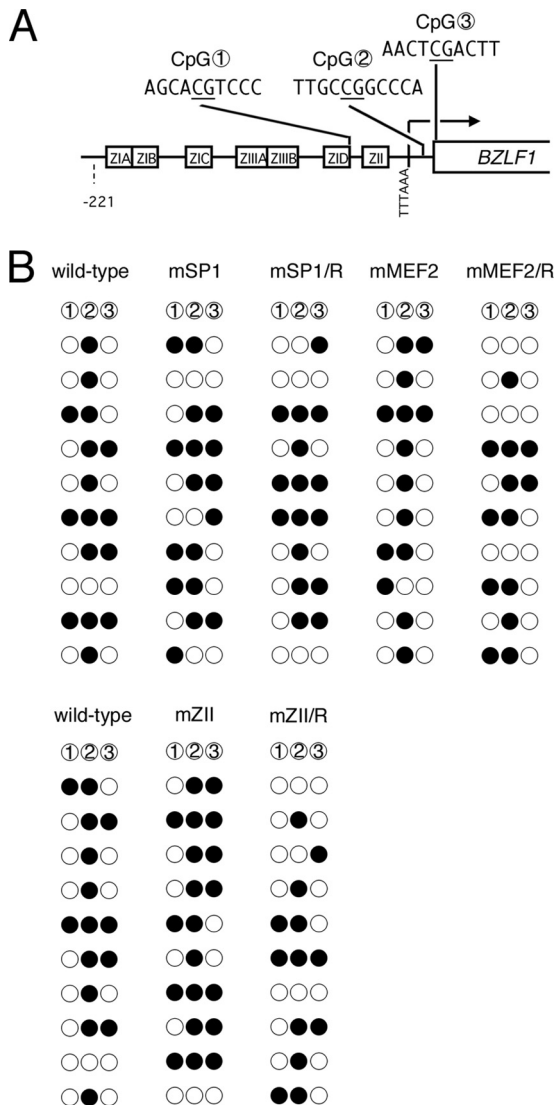 A
CpG③
AACTCGACTT
CpG① CpG②
AGCACGTCCC TTGCCGGCCCA
ZIA ZIB ZIC ZIIIA ZIIIB ZID ZII BZLF1
-221
TTTAAA
B
wild-type mSP1 mSP1/R mMEF2 mMEF2/R
①②③ ①②③ ①②③ ①②③ ①②③
wild-type mZII mZII/R
①②③ ①②③ ①②③